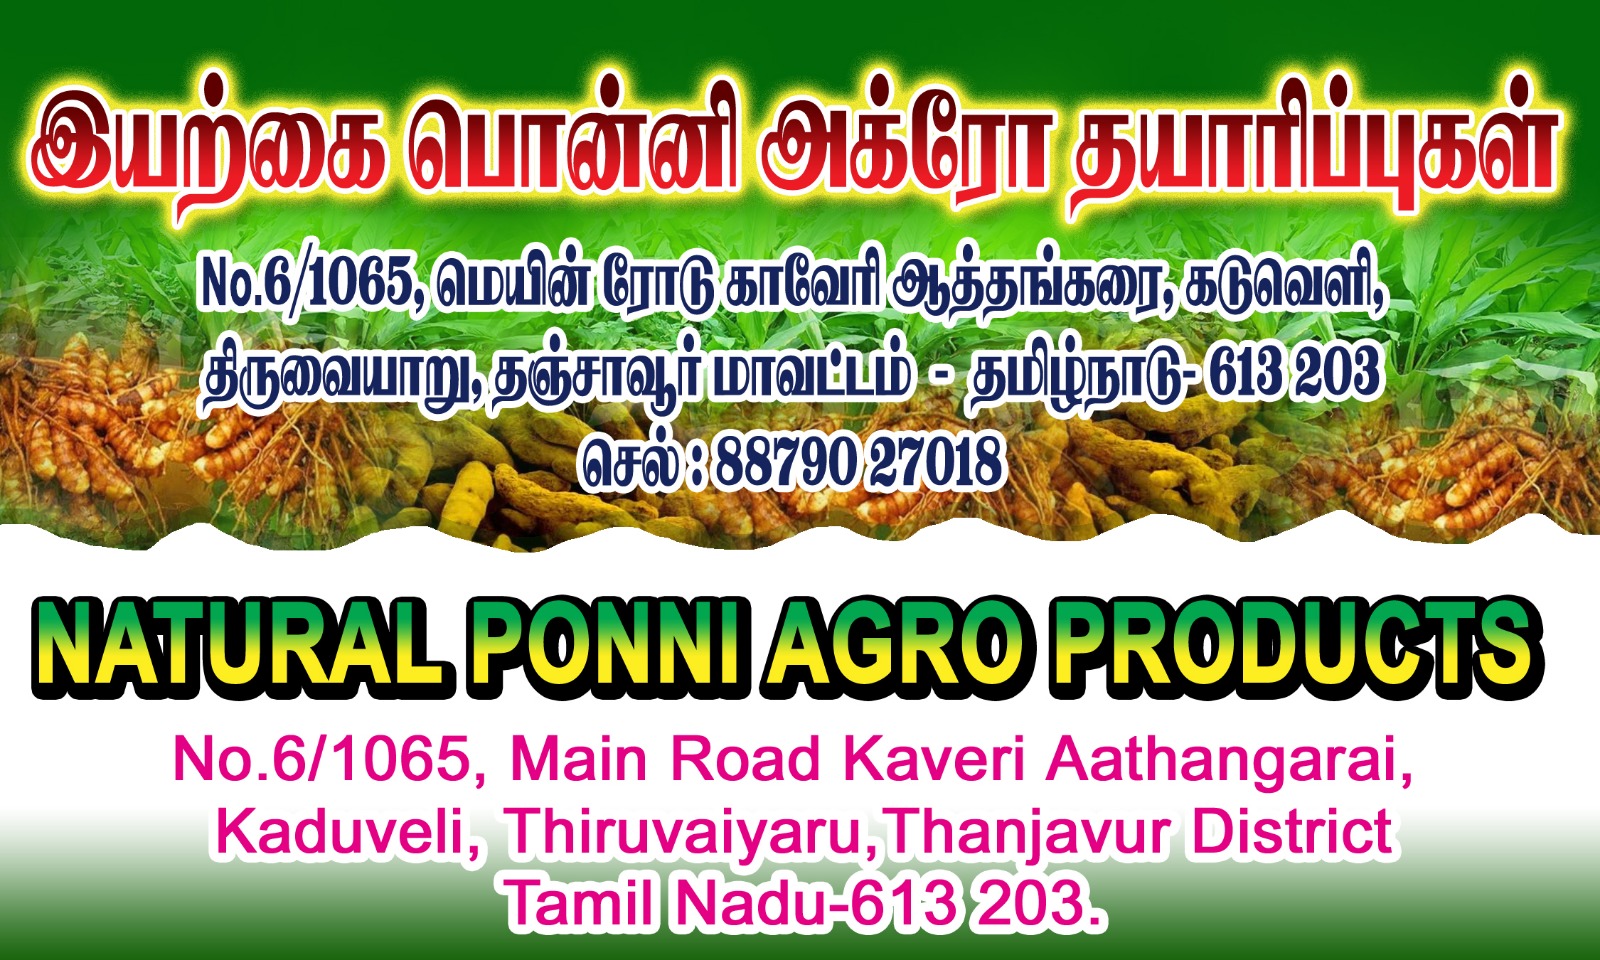 இயற்கை பொன்னி அக்ரோ தயாரிப்புகள்
No.6/1065, மெயின் ரோடு காவேரி ஆத்தங்கரை, கடுவெளி,
திருவையாறு, தஞ்சாவூர் மாவட்டம் - தமிழ்நாடு- 613 203
செல் : 88790 27018
NATURAL PONNI AGRO PRODUCTS
No.6/1065, Main Road Kaveri Aathangarai,
Kaduveli, Thiruvaiyaru,Thanjavur District
Tamil Nadu-613 203.